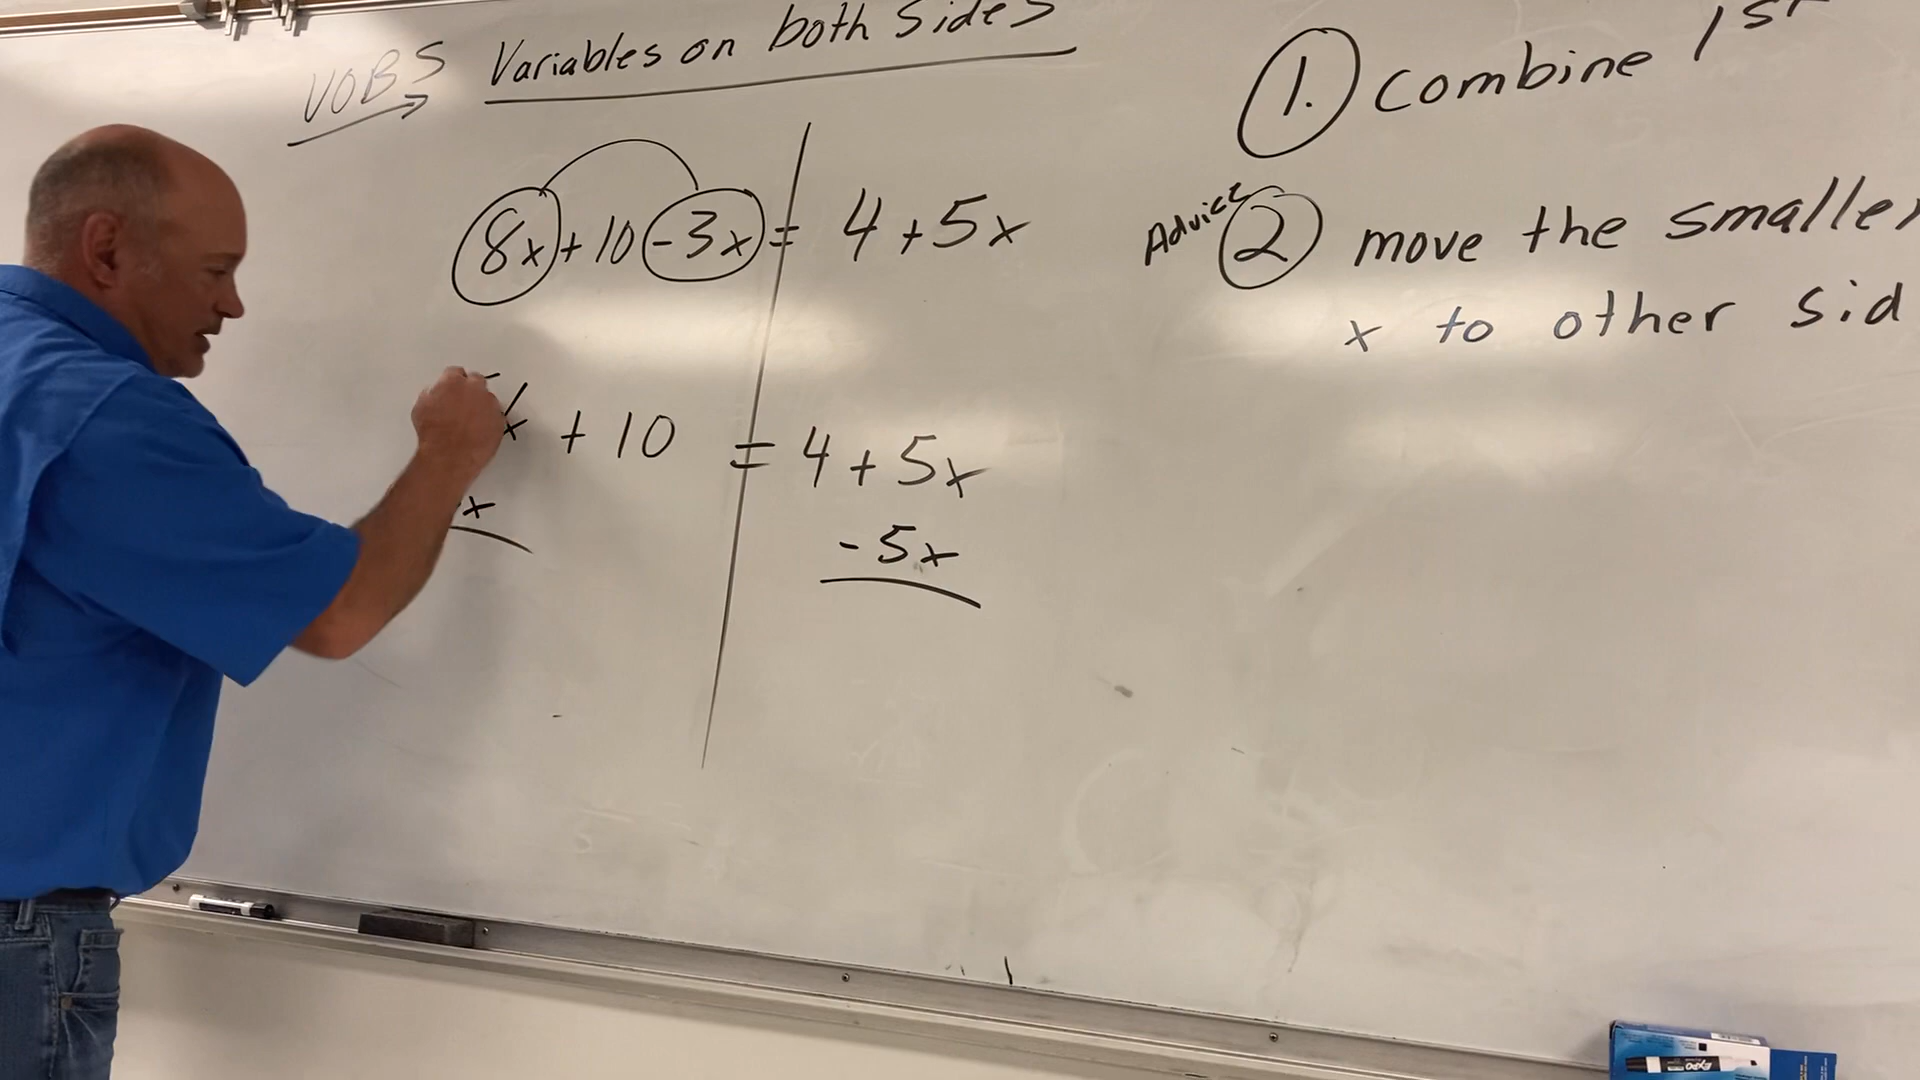 VOBS Variables on both sides
8x + 10 - 3x = 4 + 5x
x + 10 = 4 + 5x
x - 5x
1. Combine 1st
Advice 2 move the smaller
x to other sid
EXPO